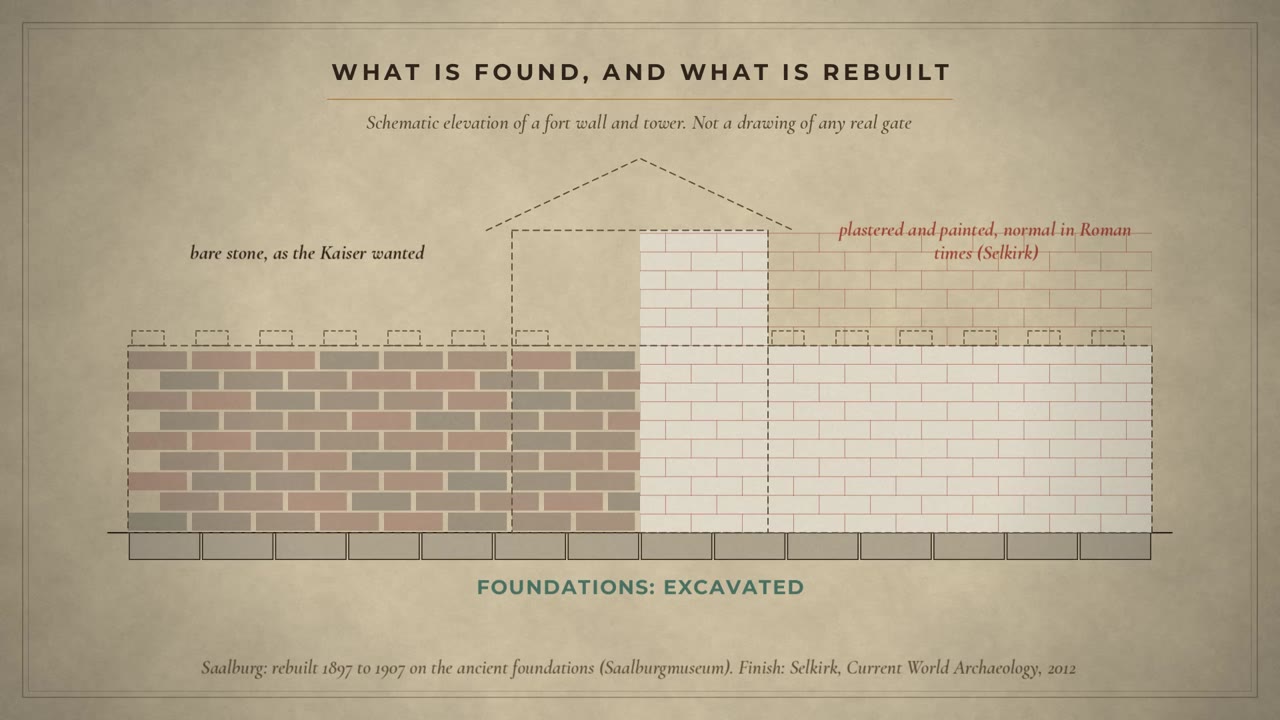 WHAT IS FOUND, AND WHAT IS REBUILT
Schematic elevation of a fort wall and tower. Not a drawing of any real gate
bare stone, as the Kaiser wanted
plastered and painted, normal in Roman
times (Selkirk)
FOUNDATIONS: EXCAVATED
Saalburg: rebuilt 1897 to 1907 on the ancient foundations (Saalburgmuseum). Finish: Selkirk, Current World Archaeology, 2012